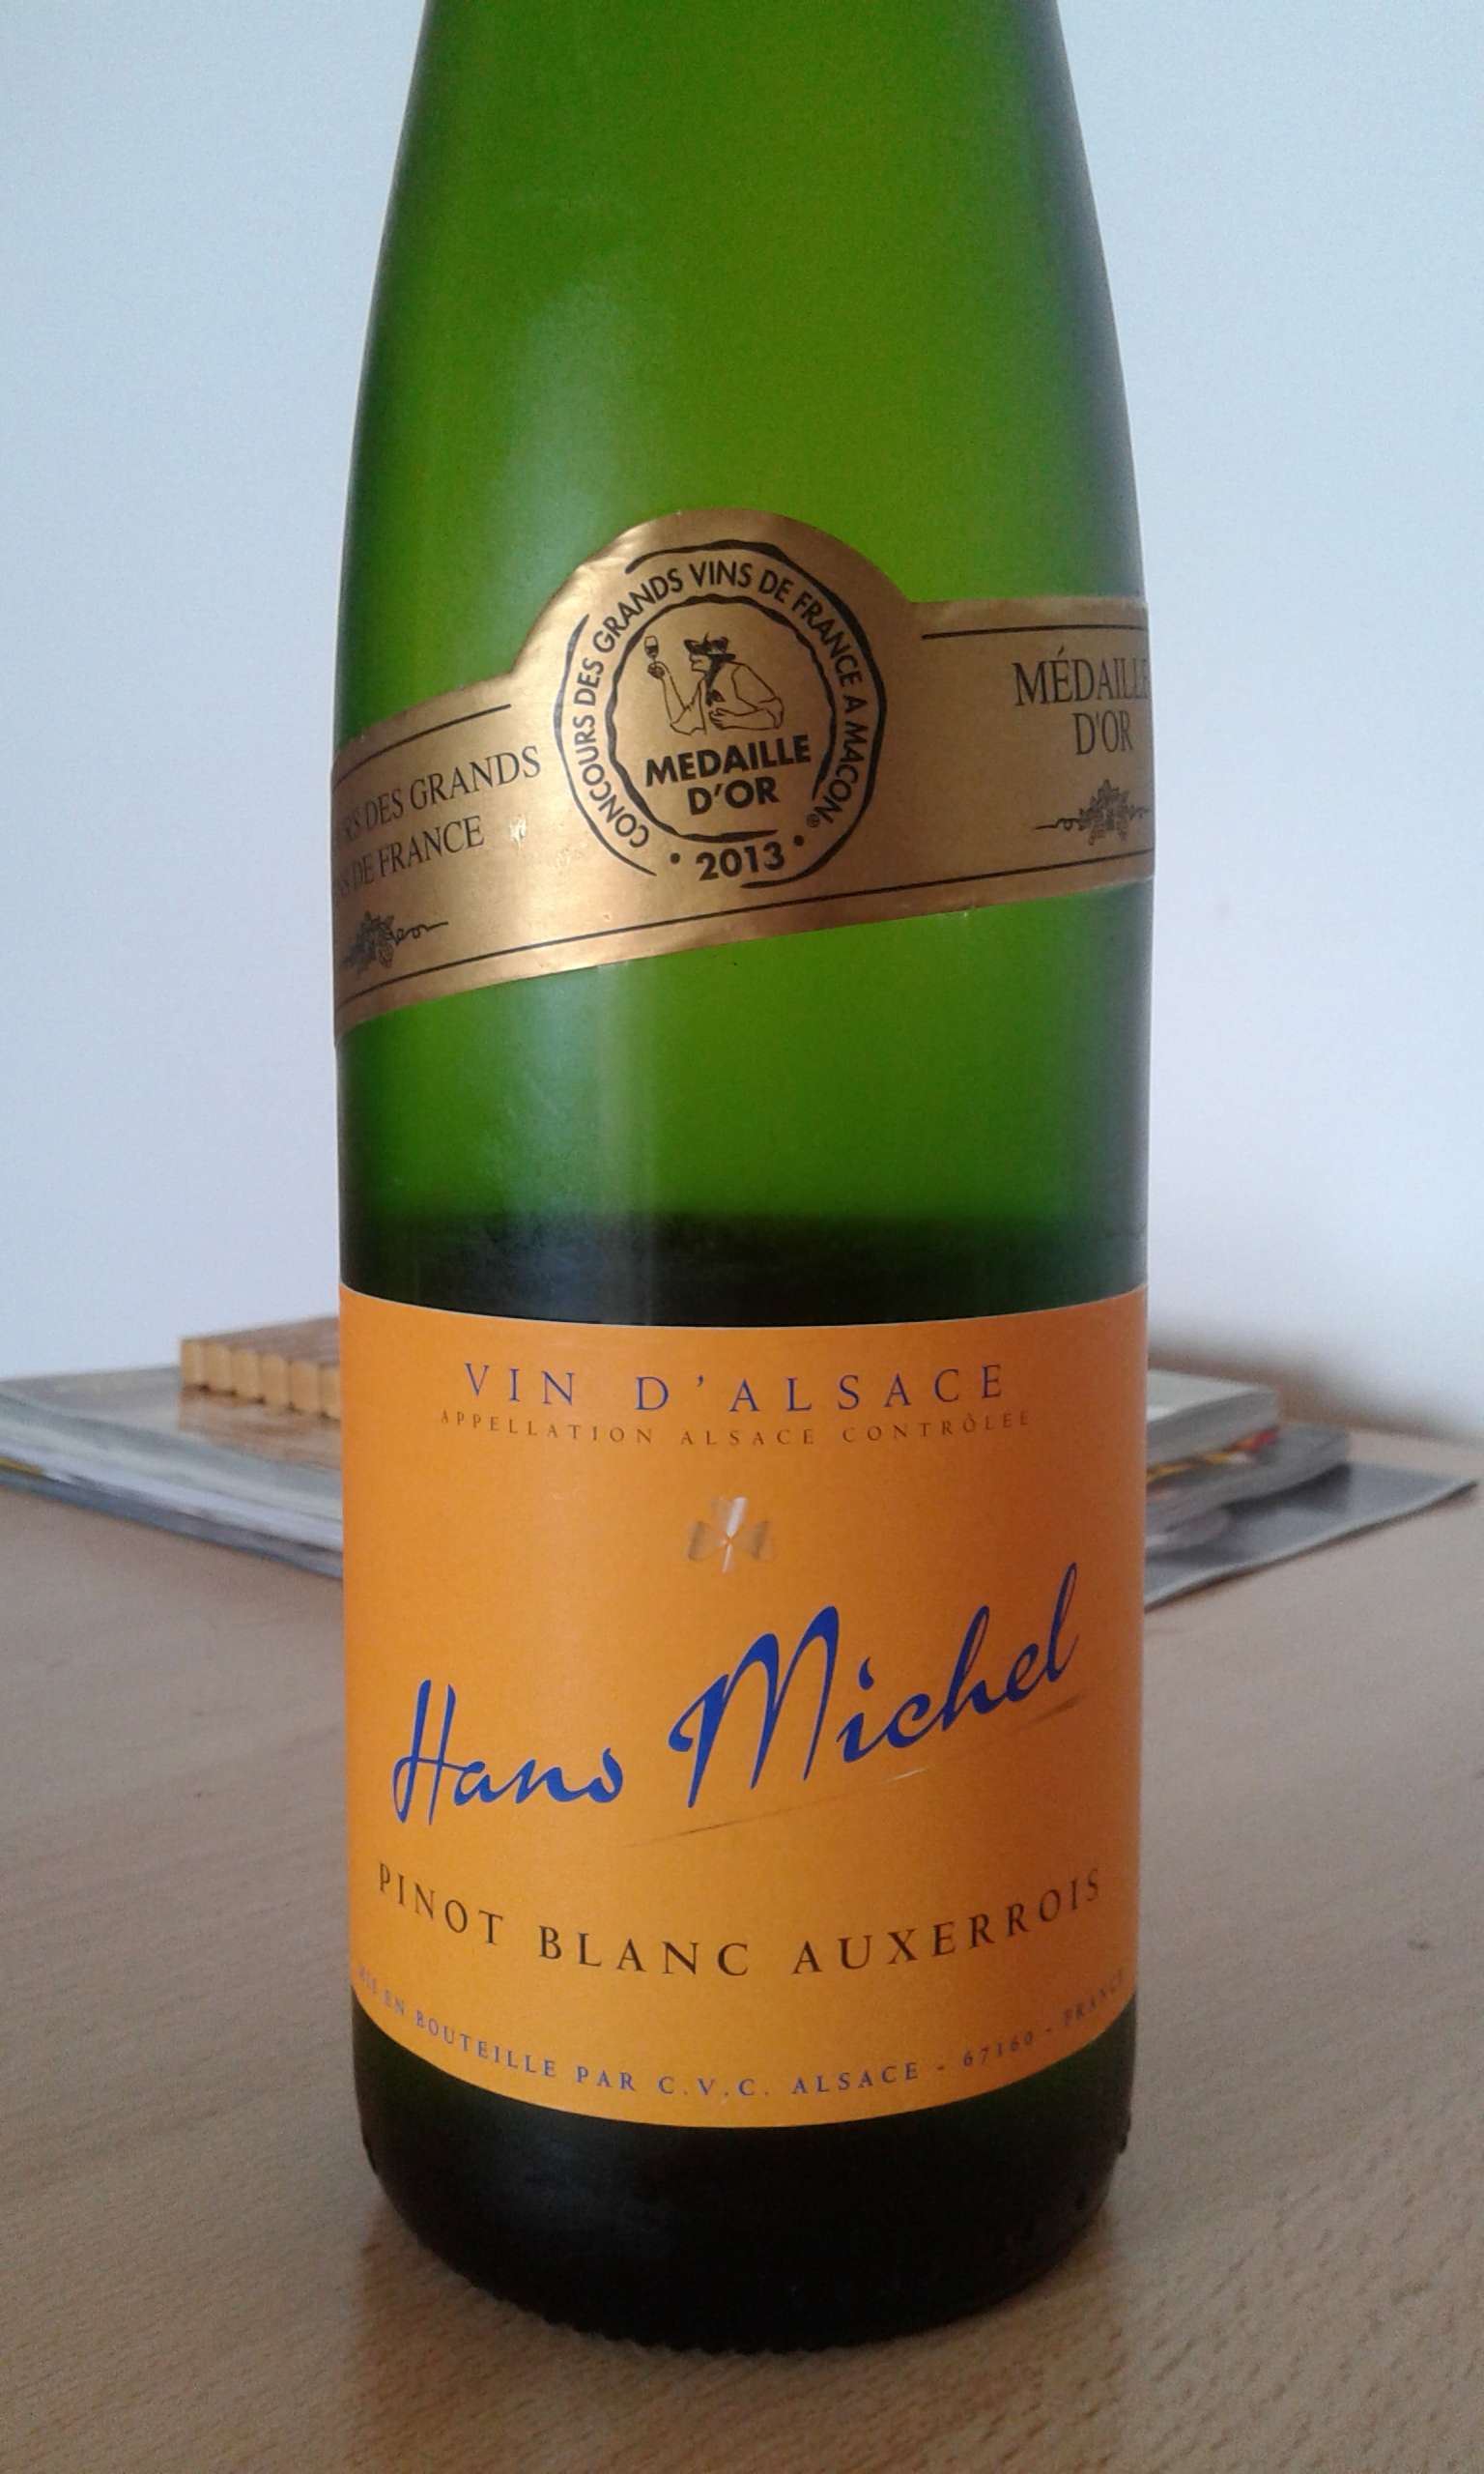 CONCOURS DES GRANDS VINS DE FRANCE A MACON®
MEDAILLE
D'OR
• 2013 •
DES GRANDS
DE FRANCE
MÉDAILLE
D'OR
VIN D'ALSACE
APPELLATION ALSACE CONTRÔLÉE
Hans Michel
PINOT BLANC AUXERROIS
MIS EN BOUTEILLE PAR C.V.C. ALSACE - 67160 - FRANCE